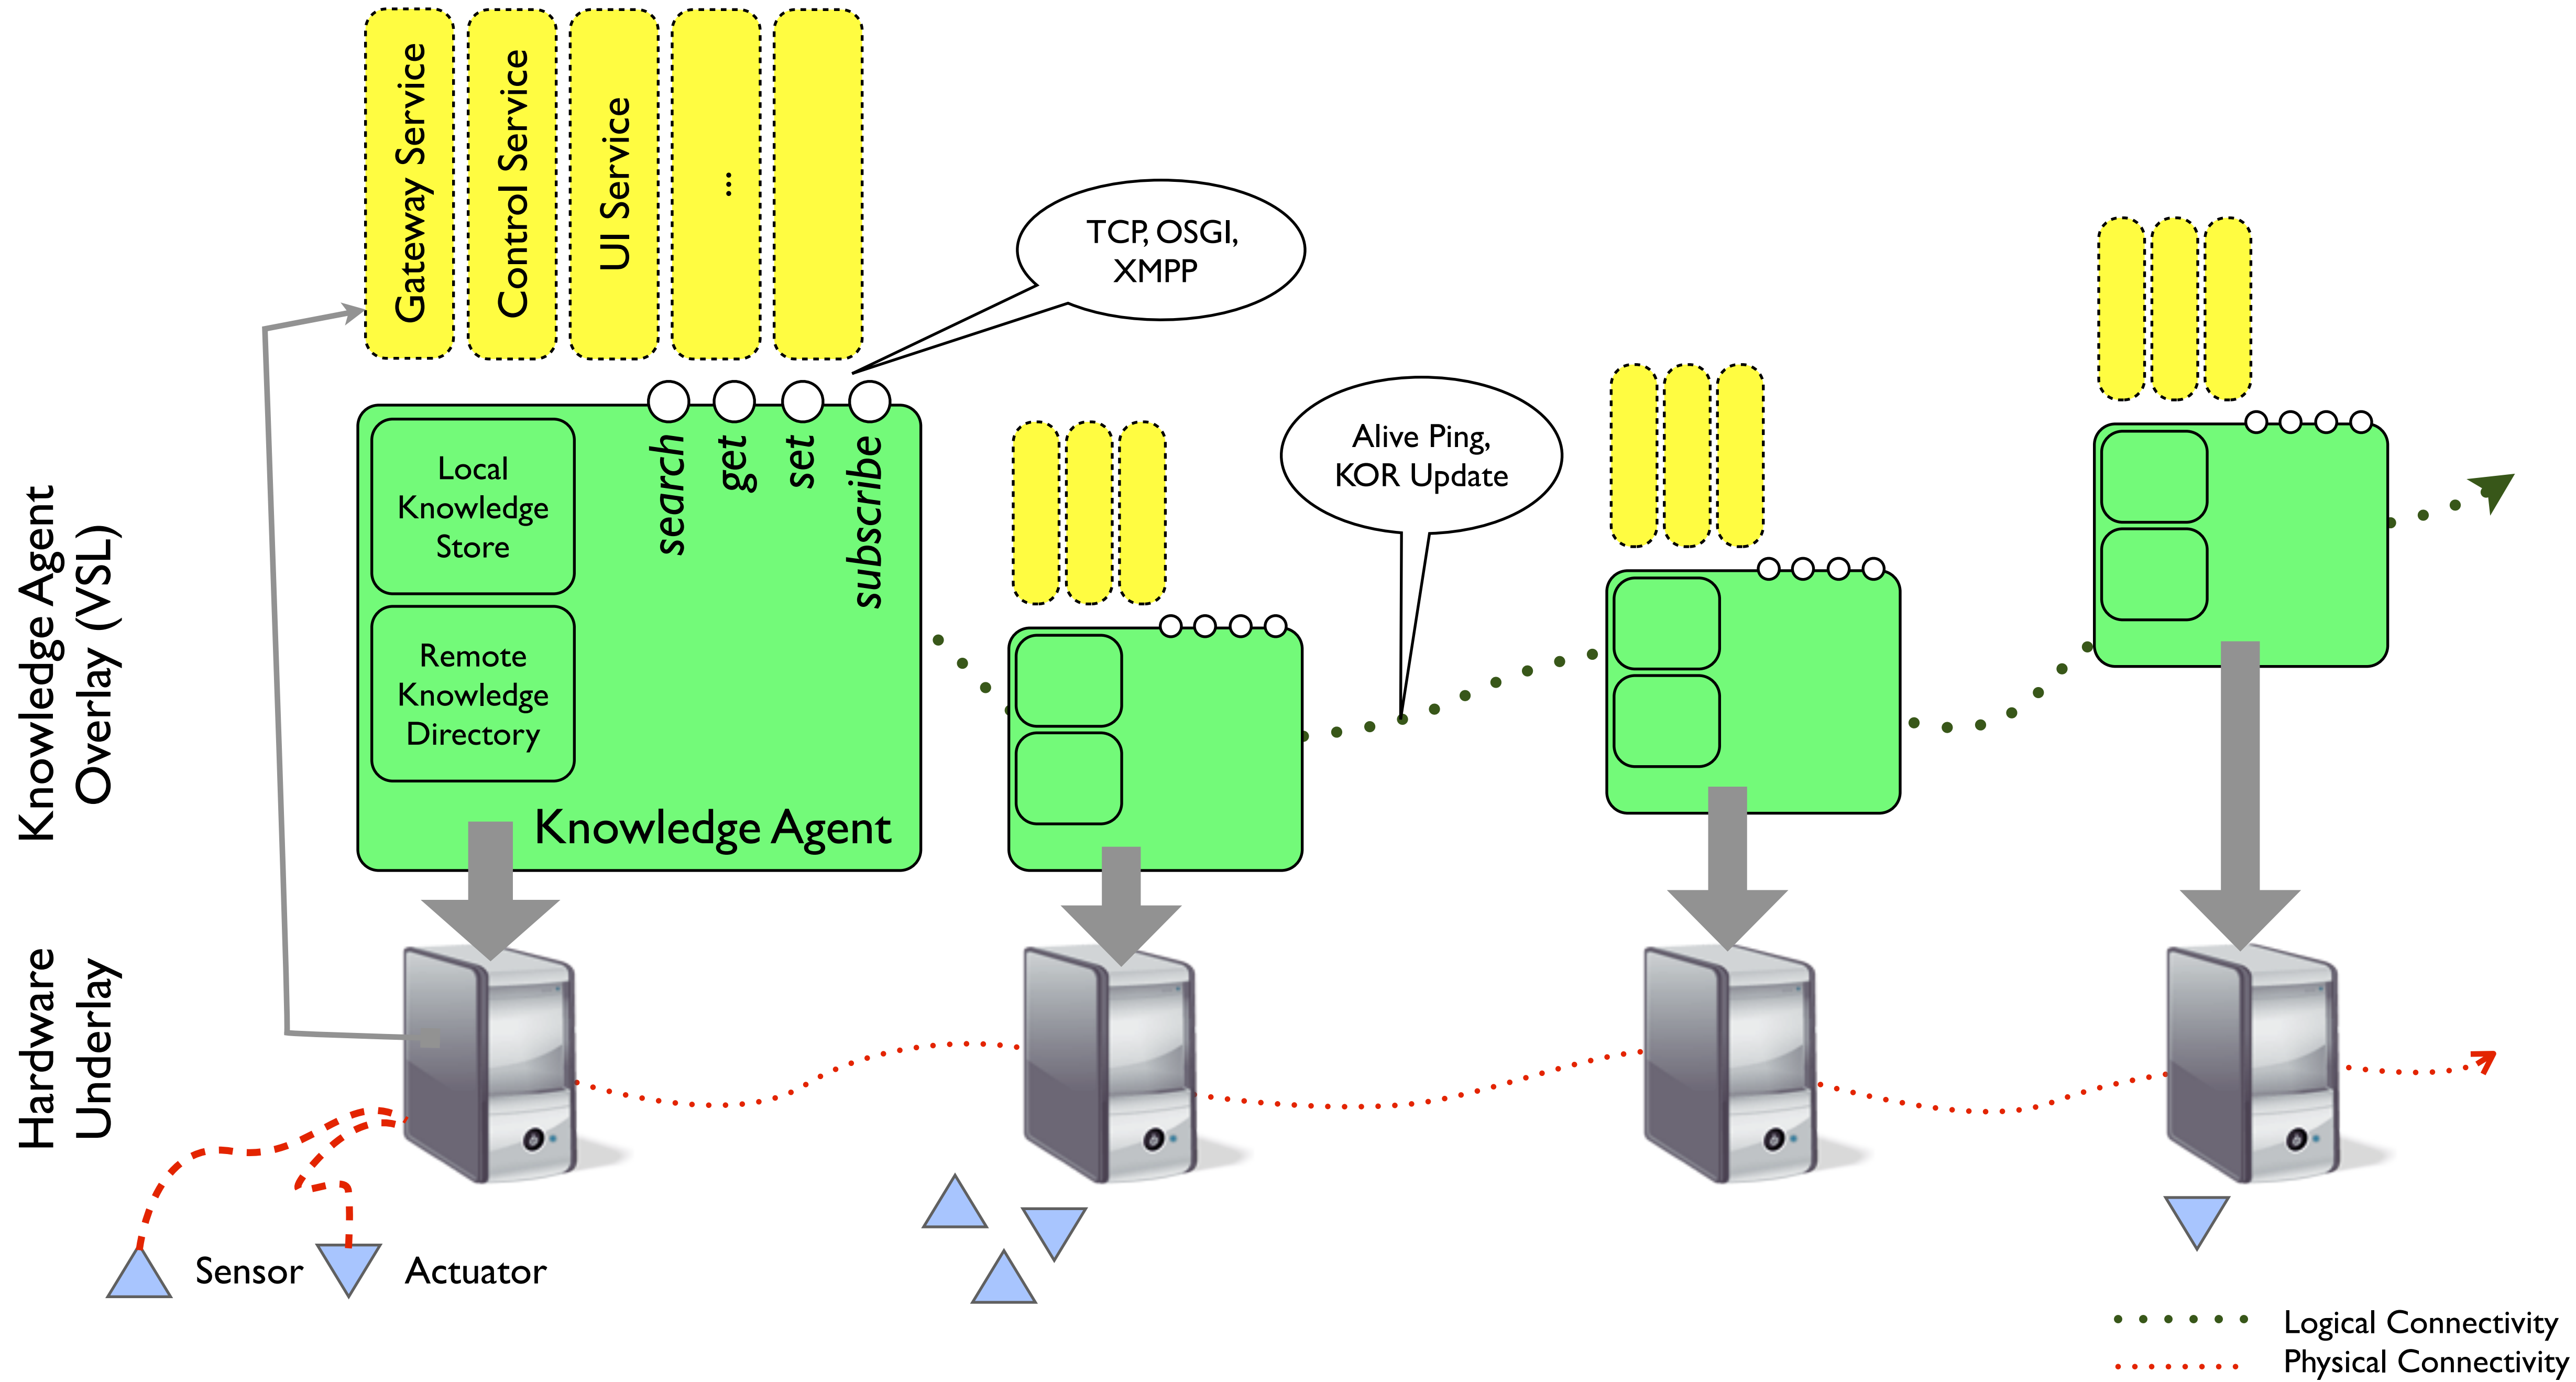 Gateway Service
Control Service
UI Service
...
TCP, OSGI,
XMPP
search
get
set
subscribe
Local
Knowledge
Store
Remote
Knowledge
Directory
Knowledge Agent
Alive Ping,
KOR Update
Knowledge Agent
Overlay (VSL)
Hardware
Underlay
Sensor
Actuator
Logical Connectivity
Physical Connectivity